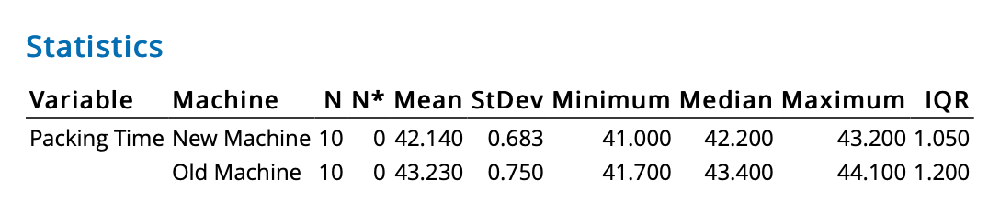 Statistics
Variable Machine N N* Mean StDev Minimum Median Maximum IQR
Packing Time New Machine 10 0 42.140 0.683 41.000 42.200 43.200 1.050
Old Machine 10 0 43.230 0.750 41.700 43.400 44.100 1.200